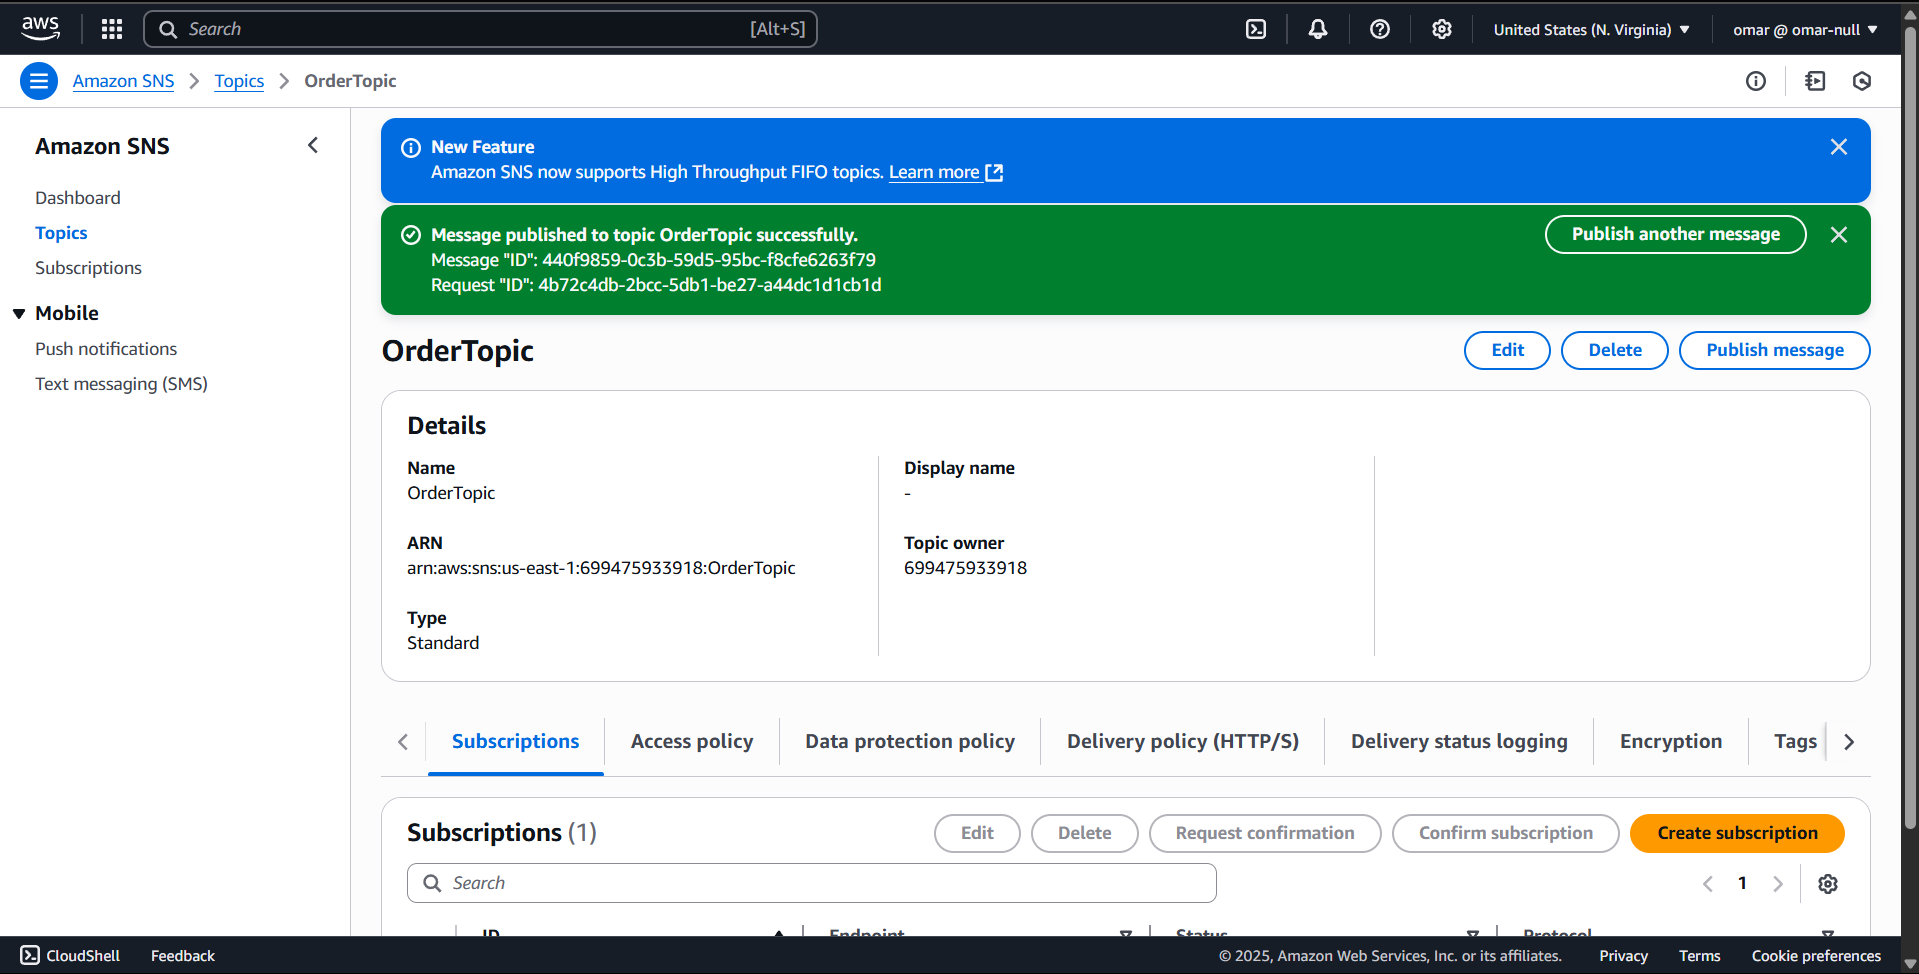 aws
Search [Alt+S]
United States (N. Virginia)
omar @ omar-null
Amazon SNS
Topics
OrderTopic
Amazon SNS
Dashboard
Topics
Subscriptions
Mobile
Push notifications
Text messaging (SMS)
New Feature
Amazon SNS now supports High Throughput FIFO topics. Learn more
Message published to topic OrderTopic successfully.
Message "ID": 440f9859-0c3b-59d5-95bc-f8cfe6263f79
Request "ID": 4b72c4db-2bcc-5db1-be27-a44dc1d1cb1d
Publish another message
OrderTopic
Edit
Delete
Publish message
Details
Name
OrderTopic
ARN
arn:aws:sns:us-east-1:699475933918:OrderTopic
Type
Standard
Display name
-
Topic owner
699475933918
Subscriptions
Access policy
Data protection policy
Delivery policy (HTTP/S)
Delivery status logging
Encryption
Tags
Subscriptions (1)
Edit
Delete
Request confirmation
Confirm subscription
Create subscription
Search
1
ID
Endpoint
Status
Protocol
CloudShell
Feedback
© 2025, Amazon Web Services, Inc. or its affiliates.
Privacy
Terms
Cookie preferences